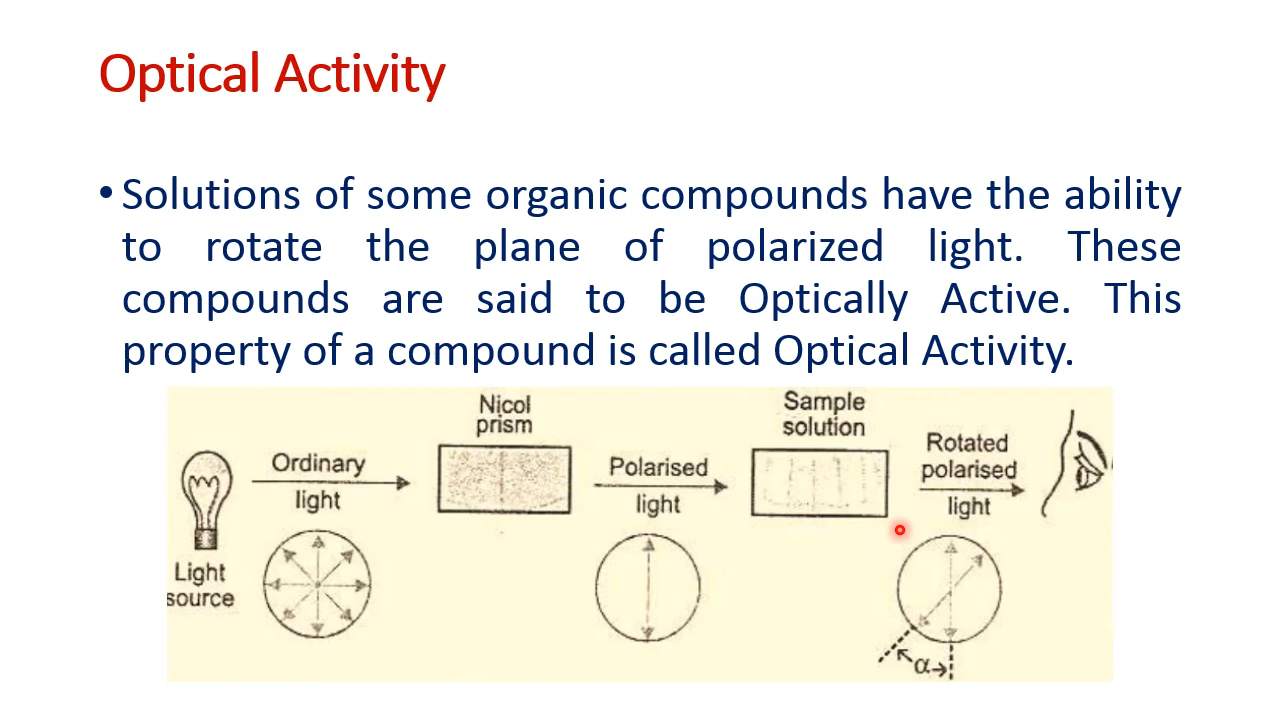 Optical Activity
• Solutions of some organic compounds have the ability
to rotate the plane of polarized light. These
compounds are said to be Optically Active. This
property of a compound is called Optical Activity.
Nicol
prism
Sample
solution
Ordinary
light
Polarised
light
Rotated
polarised
light
Light
source
α